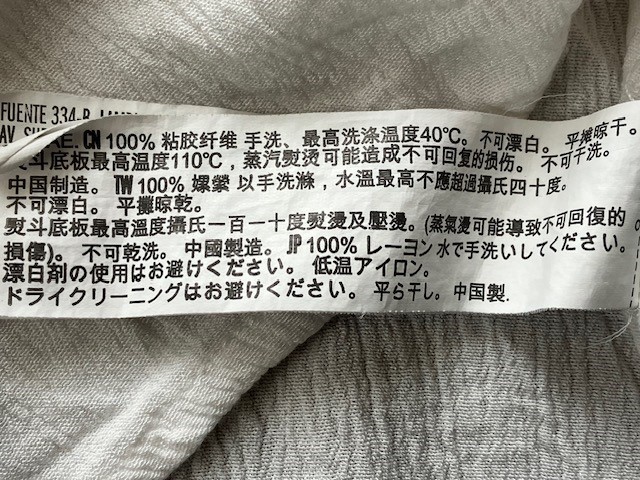 FUENTE 334-B
AV. CN 100% 粘胶纤维 手洗、最高洗涤温度40℃。不可漂白。平摊晾干。
熨斗底板最高温度110℃，蒸汽熨烫可能造成不可回复的损伤。不可干洗。
中国制造。TW 100% 嫘縈 以手洗滌，水溫最高不應超過攝氏四十度。
不可漂白。平攤晾乾。
熨斗底板最高溫度攝氏一百一十度熨燙及壓燙。(蒸氣燙可能導致不可回復的
損傷)。不可乾洗。中國製造。JP 100% レーヨン 水で手洗いしてください。
漂白剤の使用はお避けください。低温アイロン。
ドライクリーニングはお避けください。平ら干し。中国製.